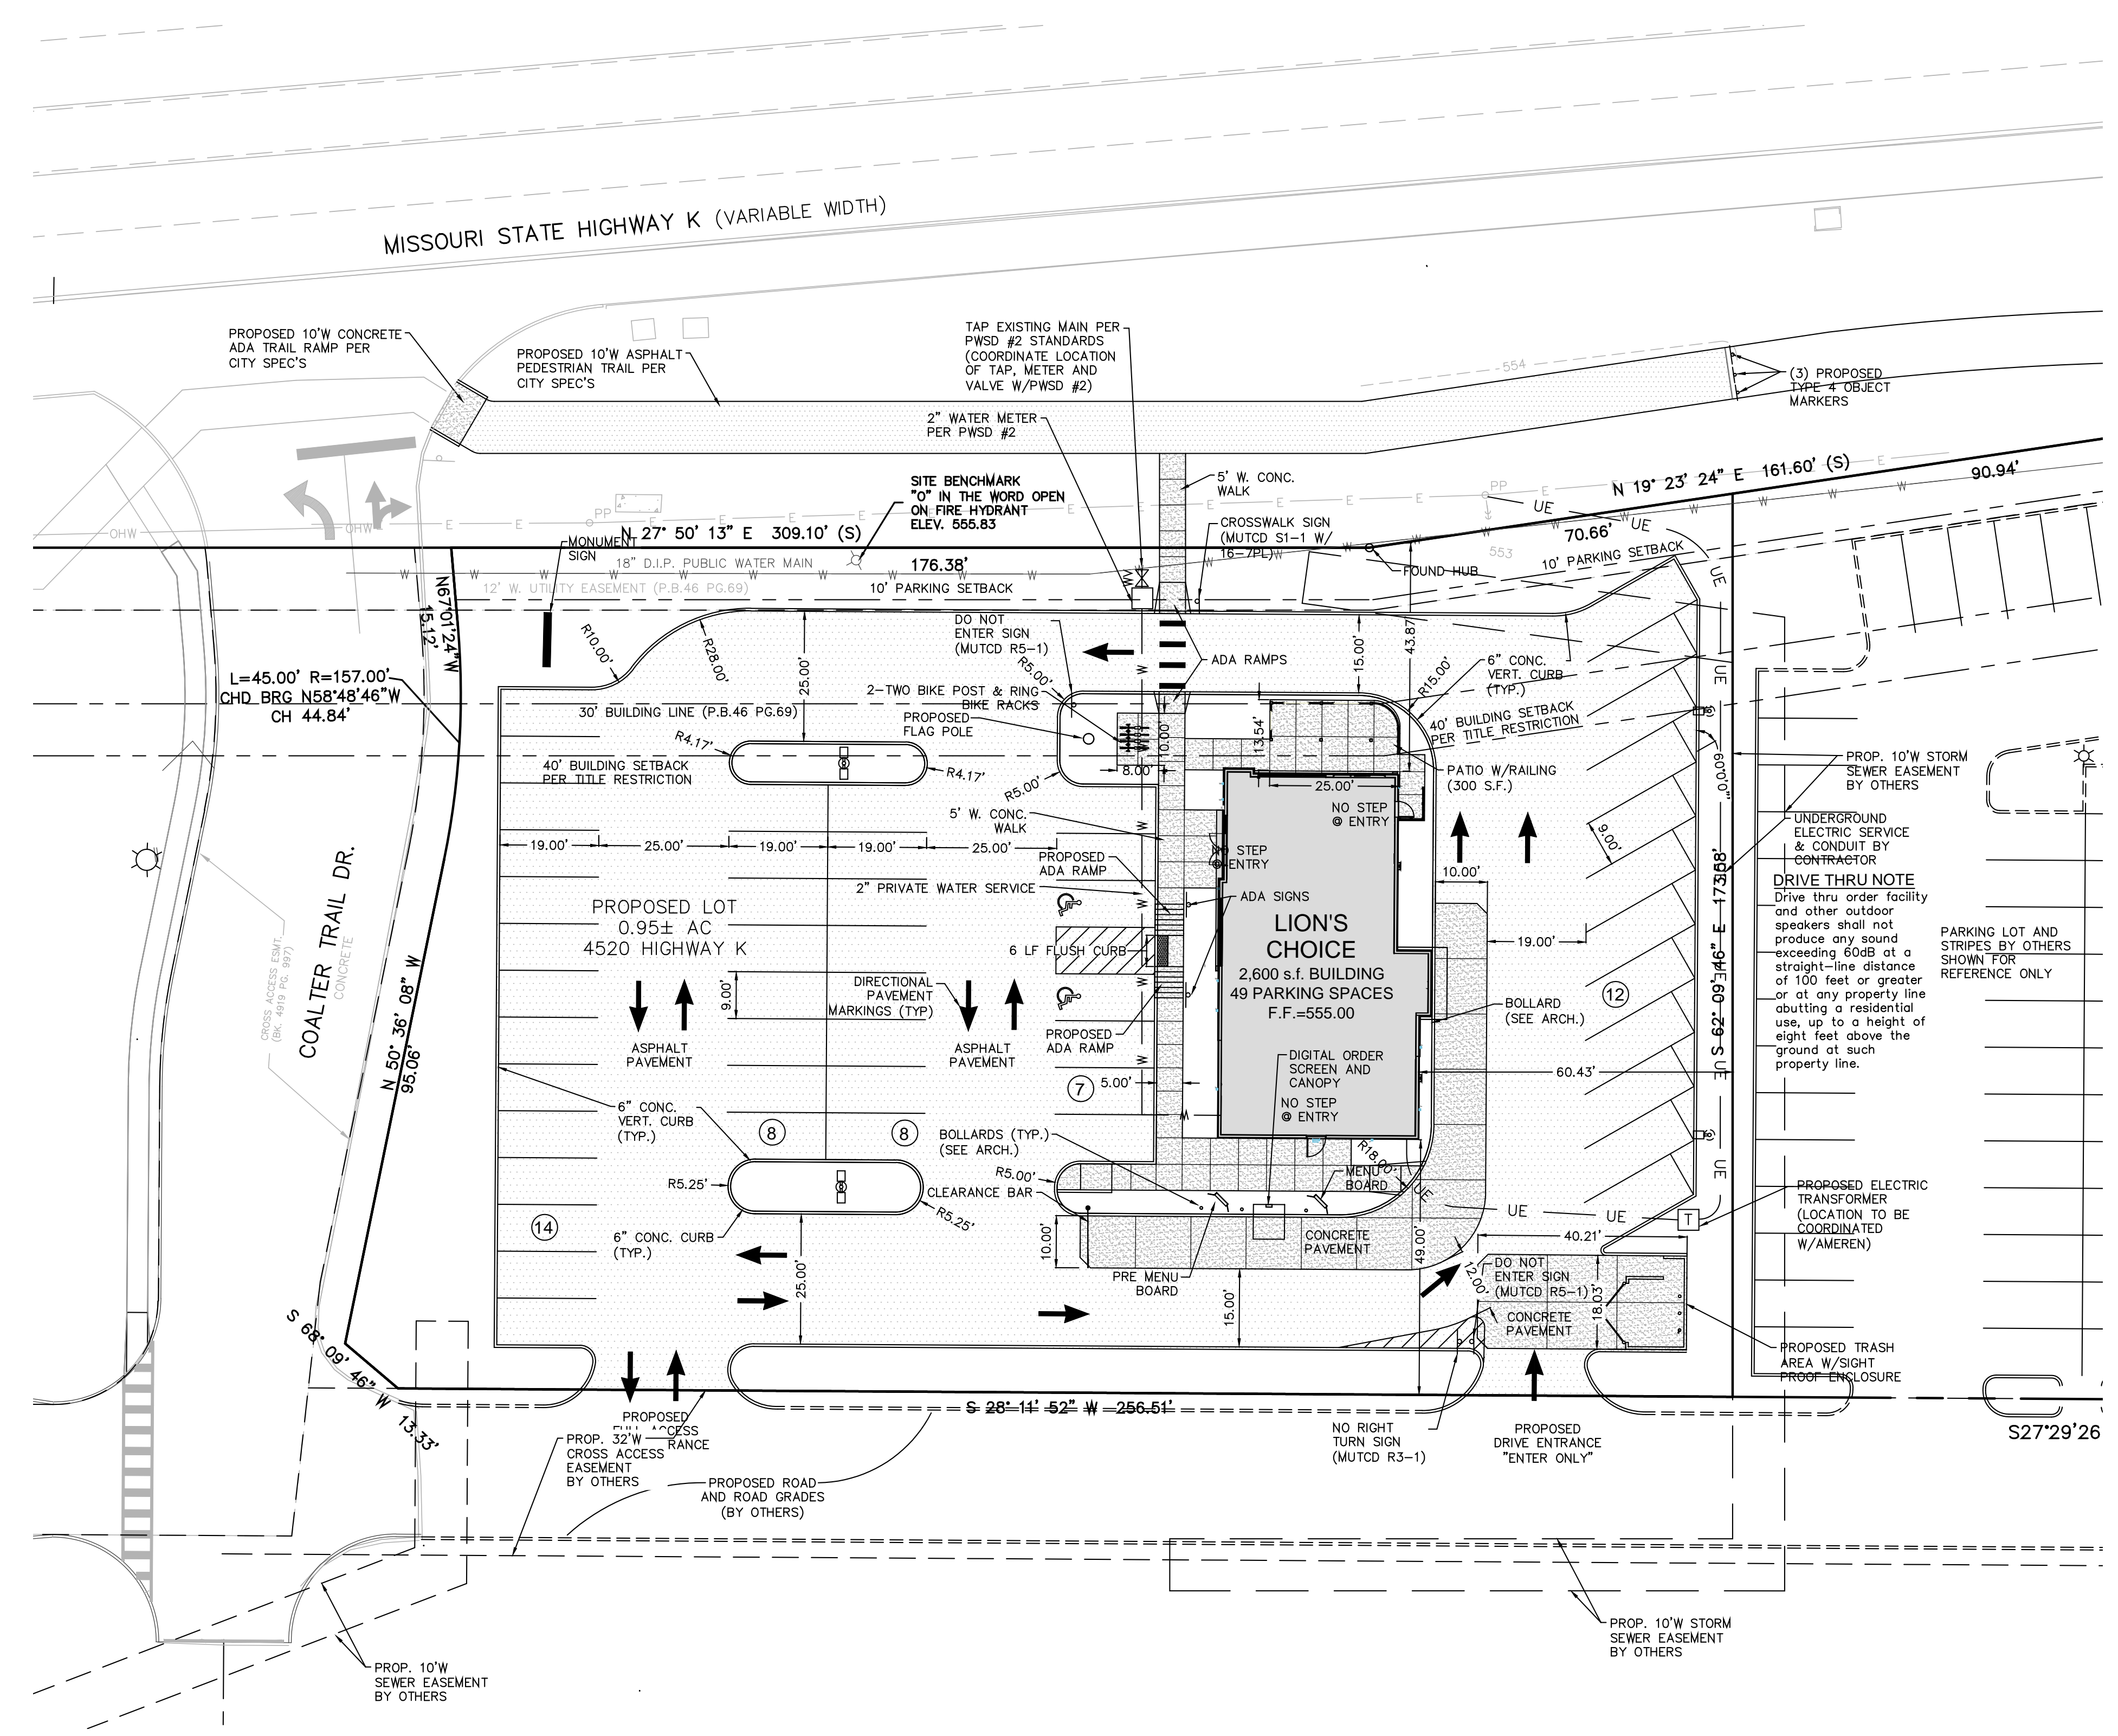 MISSOURI STATE HIGHWAY K (VARIABLE WIDTH)
PROPOSED 10'W CONCRETE
ADA TRAIL RAMP PER
CITY SPEC'S
PROPOSED 10'W ASPHALT
PEDESTRIAN TRAIL PER
CITY SPEC'S
TAP EXISTING MAIN PER
PWSD #2 STANDARDS
(COORDINATE LOCATION
OF TAP, METER AND
VALVE W/PWSD #2)
2" WATER METER
PER PWSD #2
554
(3) PROPOSED
TYPE 4 OBJECT
MARKERS
5' W. CONC.
WALK
SITE BENCHMARK
"O" IN THE WORD OPEN
ON FIRE HYDRANT
ELEV. 555.83
CROSSWALK SIGN
(MUTCD S1-1 W/
16-7PL)
N 19° 23' 24" E 161.60' (S)
90.94'
70.66'
PP
PP
OHW
OHW
E
E
E
E
E
UE
UE
UE
553
10' PARKING SETBACK
FOUND HUB
N 27° 50' 13" E 309.10' (S)
MONUMENT
SIGN
18" D.I.P. PUBLIC WATER MAIN
176.38'
12' W. UTILITY EASEMENT (P.B.46 PG.69)
10' PARKING SETBACK
N67°01'24"W
15.12'
L=45.00' R=157.00'
CHD BRG N58°48'46"W
CH 44.84'
R10.00'
R28.00'
25.00'
DO NOT
ENTER SIGN
(MUTCD R5-1)
R5.00'
ADA RAMPS
15.00'
43.87'
R15.00'
6" CONC.
VERT. CURB
(TYP.)
2-TWO BIKE POST & RING
BIKE RACKS
PROPOSED
FLAG POLE
30' BUILDING LINE (P.B.46 PG.69)
R4.17'
R4.17'
40' BUILDING SETBACK
PER TITLE RESTRICTION
40' BUILDING SETBACK
PER TITLE RESTRICTION
10.00'
8.00'
R5.00'
13.54'
25.00'
PATIO W/RAILING
(300 S.F.)
NO STEP
@ ENTRY
PROP. 10'W STORM
SEWER EASEMENT
BY OTHERS
UNDERGROUND
ELECTRIC SERVICE
& CONDUIT BY
CONTRACTOR
5' W. CONC.
WALK
19.00'
25.00'
19.00'
19.00'
25.00'
PROPOSED
ADA RAMP
STEP
ENTRY
9.00'
10.00'
2" PRIVATE WATER SERVICE
ADA SIGNS
PROPOSED LOT
0.95± AC
4520 HIGHWAY K
LION'S
CHOICE
2,600 s.f. BUILDING
49 PARKING SPACES
F.F.=555.00
6 LF FLUSH CURB
19.00'
DRIVE THRU NOTE
Drive thru order facility
and other outdoor
speakers shall not
produce any sound
exceeding 60dB at a
straight-line distance
of 100 feet or greater
or at any property line
abutting a residential
use, up to a height of
eight feet above the
ground at such
property line.
PARKING LOT AND
STRIPES BY OTHERS
SHOWN FOR
REFERENCE ONLY
COALTER TRAIL DR.
CONCRETE
CROSS ACCESS ESMT.
(BK. 4919 PG. 997)
N 50° 36' 08" W
95.06'
9.00'
DIRECTIONAL
PAVEMENT
MARKINGS (TYP)
12
BOLLARD
(SEE ARCH.)
S 62° 09' 46" E
ASPHALT
PAVEMENT
ASPHALT
PAVEMENT
PROPOSED
ADA RAMP
DIGITAL ORDER
SCREEN AND
CANOPY
NO STEP
@ ENTRY
60.43'
7
5.00'
6" CONC.
VERT. CURB
(TYP.)
8
8
BOLLARDS (TYP.)
(SEE ARCH.)
R18.00'
MENU
BOARD
R5.25'
R5.00'
CLEARANCE BAR
R5.25'
UE
UE
UE
T
PROPOSED ELECTRIC
TRANSFORMER
(LOCATION TO BE
COORDINATED
W/AMEREN)
14
6" CONC. CURB
(TYP.)
25.00'
10.00'
CONCRETE
PAVEMENT
PRE MENU
BOARD
15.00'
49.00'
40.21'
12.00'
DO NOT
ENTER SIGN
(MUTCD R5-1)
18.03'
CONCRETE
PAVEMENT
PROPOSED TRASH
AREA W/SIGHT
PROOF ENCLOSURE
S 68° 09' 46" W 13.33'
S 28° 11' 52" W 256.51'
S27°29'26
PROPOSED
PROP. 32'W
CROSS ACCESS
EASEMENT
BY OTHERS
PROPOSED ROAD
AND ROAD GRADES
(BY OTHERS)
NO RIGHT
TURN SIGN
(MUTCD R3-1)
PROPOSED
DRIVE ENTRANCE
"ENTER ONLY"
PROP. 10'W
SEWER EASEMENT
BY OTHERS
PROP. 10'W STORM
SEWER EASEMENT
BY OTHERS